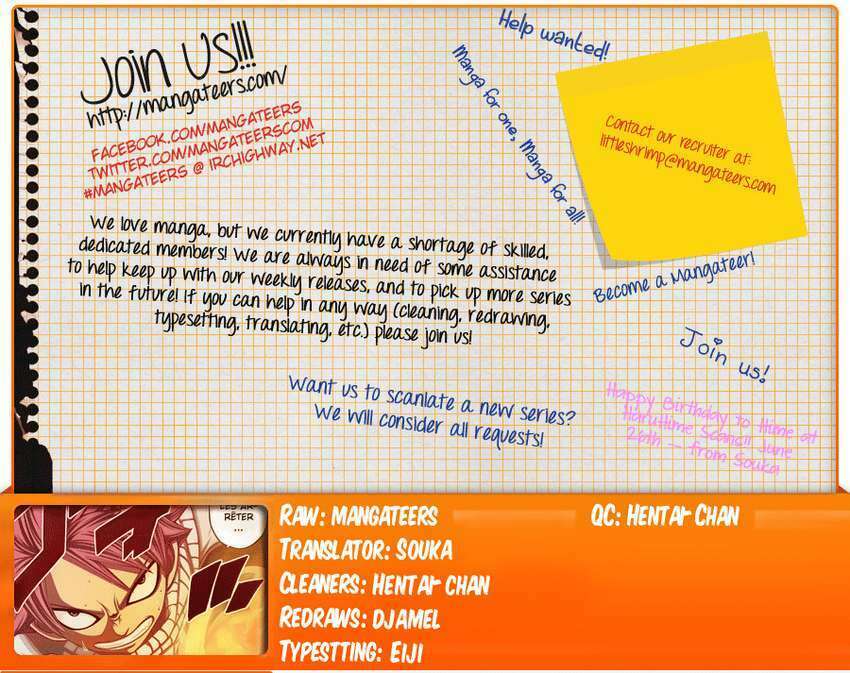 Join Us!!!
http://mangateers.com/
FACEBOOK.COM/MANGATEERS
TWITTER.COM/MANGATEERSCOM
#MANGATEERS @ IRCHIGHWAY.NET
Help wanted!
Manga for one, Manga for all!
Contact our recruiter at:
littleshrimp@mangateers.com
We love manga, but we currently have a shortage of skilled,
dedicated members! We are always in need of some assistance
to help keep up with our weekly releases, and to pick up more series
in the future! If you can help in any way (cleaning, redrawing,
typesetting, translating, etc.) please join us!
Become a Mangateer!
Join us!
Want us to scanlate a new series?
We will consider all requests!
Happy Birthday to Hime at
Haruhime Scans!! June
26th -- from Souka
LES AR
RÊTER
...
RAW: MANGATEERS
QC: HENTAI CHAN
TRANSLATOR: SOUKA
CLEANERS: HENTAI CHAN
REDRAWS: DJAMEL
TYPESTTING: EIJI